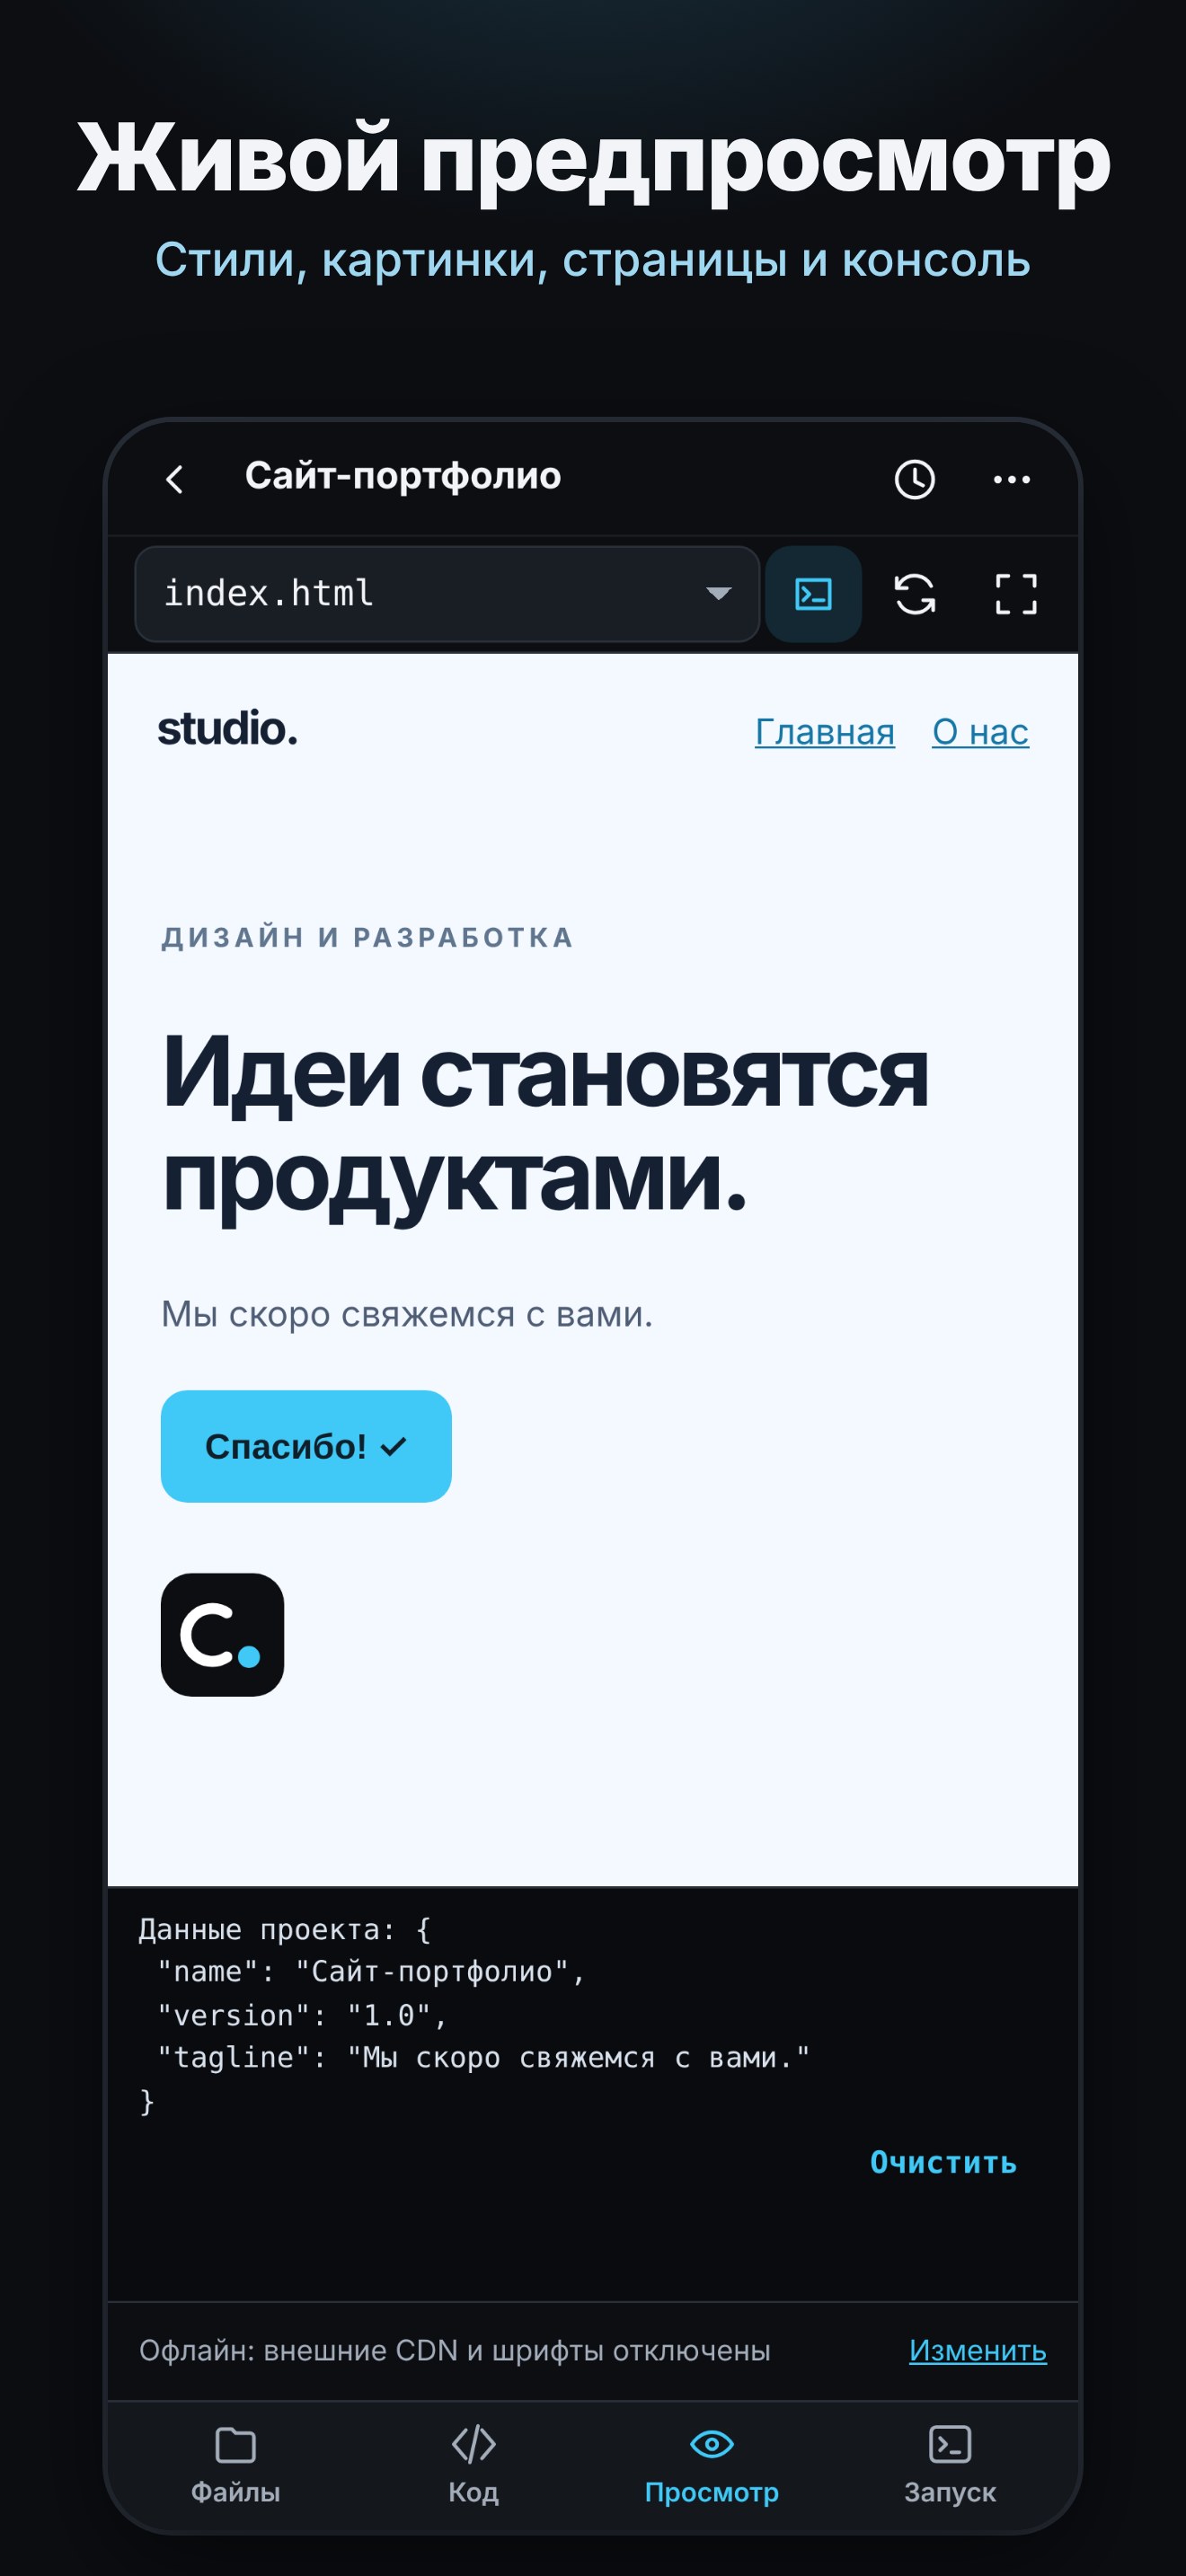 Живой предпросмотр
Стили, картинки, страницы и консоль
Сайт-портфолио
index.html
studio.
Главная О нас
ДИЗАЙН И РАЗРАБОТКА
Идеи становятся
продуктами.
Мы скоро свяжемся с вами.
Спасибо! ✓
C.
Данные проекта: {
"name": "Сайт-портфолио",
"version": "1.0",
"tagline": "Мы скоро свяжемся с вами."
}
Очистить
Офлайн: внешние CDN и шрифты отключены Изменить
Файлы Код Просмотр Запуск